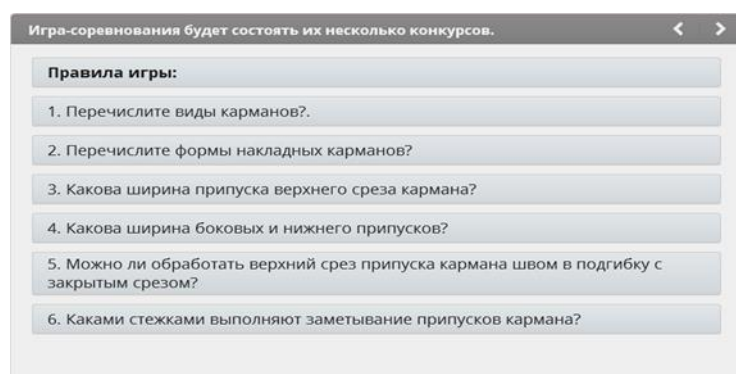 Игра-соревнования будет состоять их несколько конкурсов.
Правила игры:
1. Перечислите виды карманов?.
2. Перечислите формы накладных карманов?
3. Какова ширина припуска верхнего среза кармана?
4. Какова ширина боковых и нижнего припусков?
5. Можно ли обработать верхний срез припуска кармана швом в подгибку с
закрытым срезом?
6. Каками стежками выполняют заметывание припусков кармана?